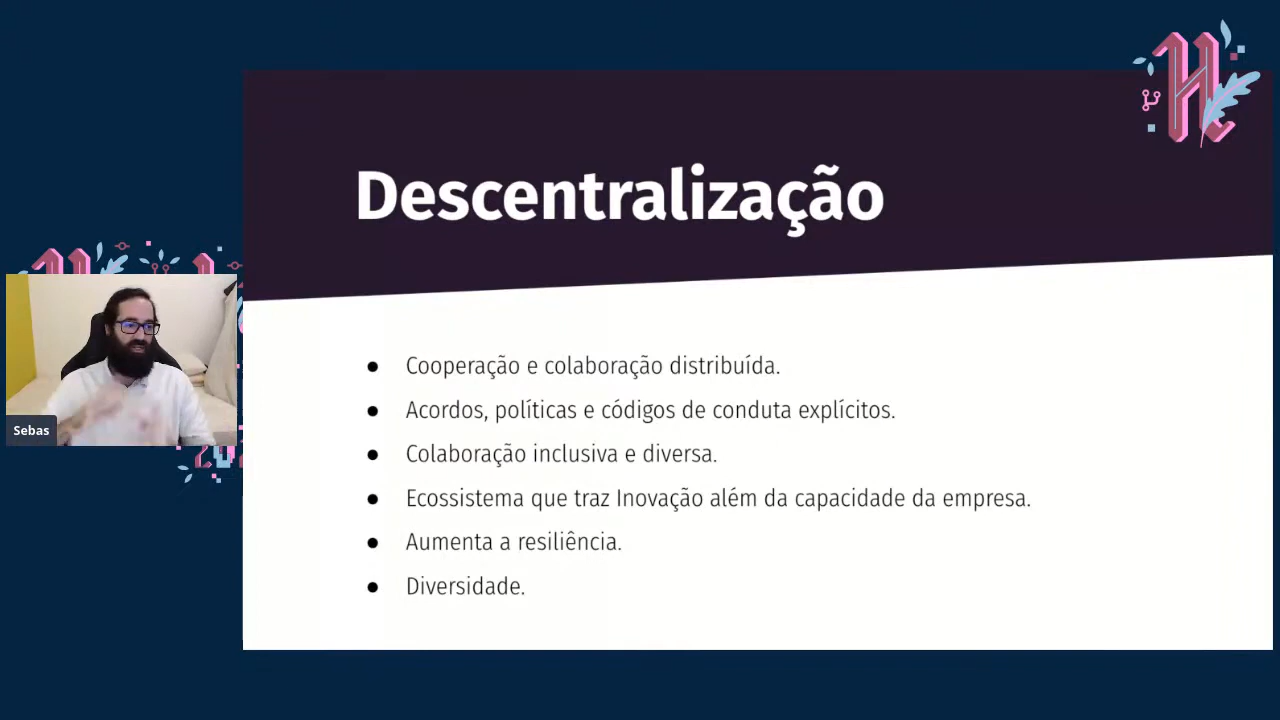 Descentralização
Cooperação e colaboração distribuída.
Acordos, políticas e códigos de conduta explícitos.
Colaboração inclusiva e diversa.
Ecossistema que traz Inovação além da capacidade da empresa.
Aumenta a resiliência.
Diversidade.
Sebas
H